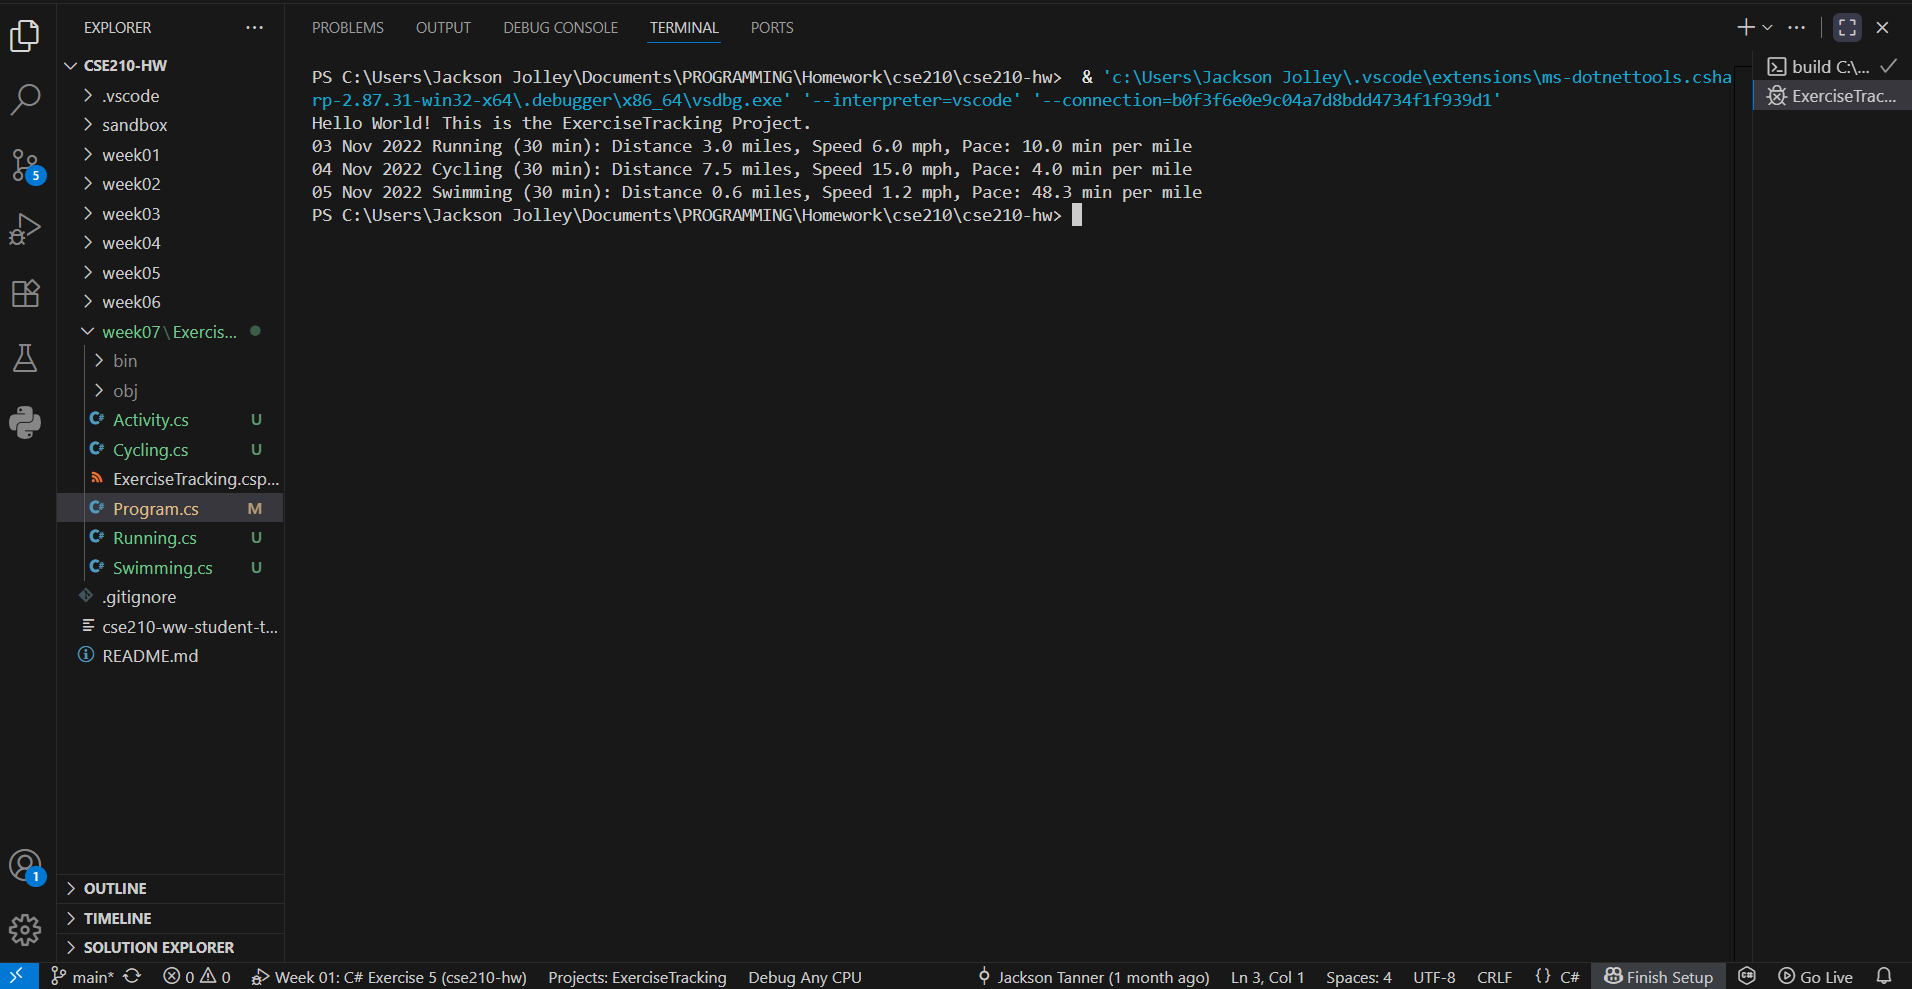 EXPLORER
CSE210-HW
.vscode
sandbox
week01
week02
week03
week04
week05
week06
week07\Exercis...
bin
obj
Activity.cs U
Cycling.cs U
ExerciseTracking.csp...
Program.cs M
Running.cs U
Swimming.cs U
.gitignore
cse210-ww-student-t...
README.md
OUTLINE
TIMELINE
SOLUTION EXPLORER
5
1
PROBLEMS OUTPUT DEBUG CONSOLE TERMINAL PORTS
PS C:\Users\Jackson Jolley\Documents\PROGRAMMING\Homework\cse210\cse210-hw>  & 'c:\Users\Jackson Jolley\.vscode\extensions\ms-dotnettools.csha
rp-2.87.31-win32-x64\.debugger\x86_64\vsdbg.exe' '--interpreter=vscode' '--connection=b0f3f6e0e9c04a7d8bdd4734f1f939d1'
Hello World! This is the ExerciseTracking Project.
03 Nov 2022 Running (30 min): Distance 3.0 miles, Speed 6.0 mph, Pace: 10.0 min per mile
04 Nov 2022 Cycling (30 min): Distance 7.5 miles, Speed 15.0 mph, Pace: 4.0 min per mile
05 Nov 2022 Swimming (30 min): Distance 0.6 miles, Speed 1.2 mph, Pace: 48.3 min per mile
PS C:\Users\Jackson Jolley\Documents\PROGRAMMING\Homework\cse210\cse210-hw>
build C:\...
ExerciseTrac...
main* 0 0 Week 01: C# Exercise 5 (cse210-hw) Projects: ExerciseTracking Debug Any CPU Jackson Tanner (1 month ago) Ln 3, Col 1 Spaces: 4 UTF-8 CRLF {} C# Finish Setup Go Live